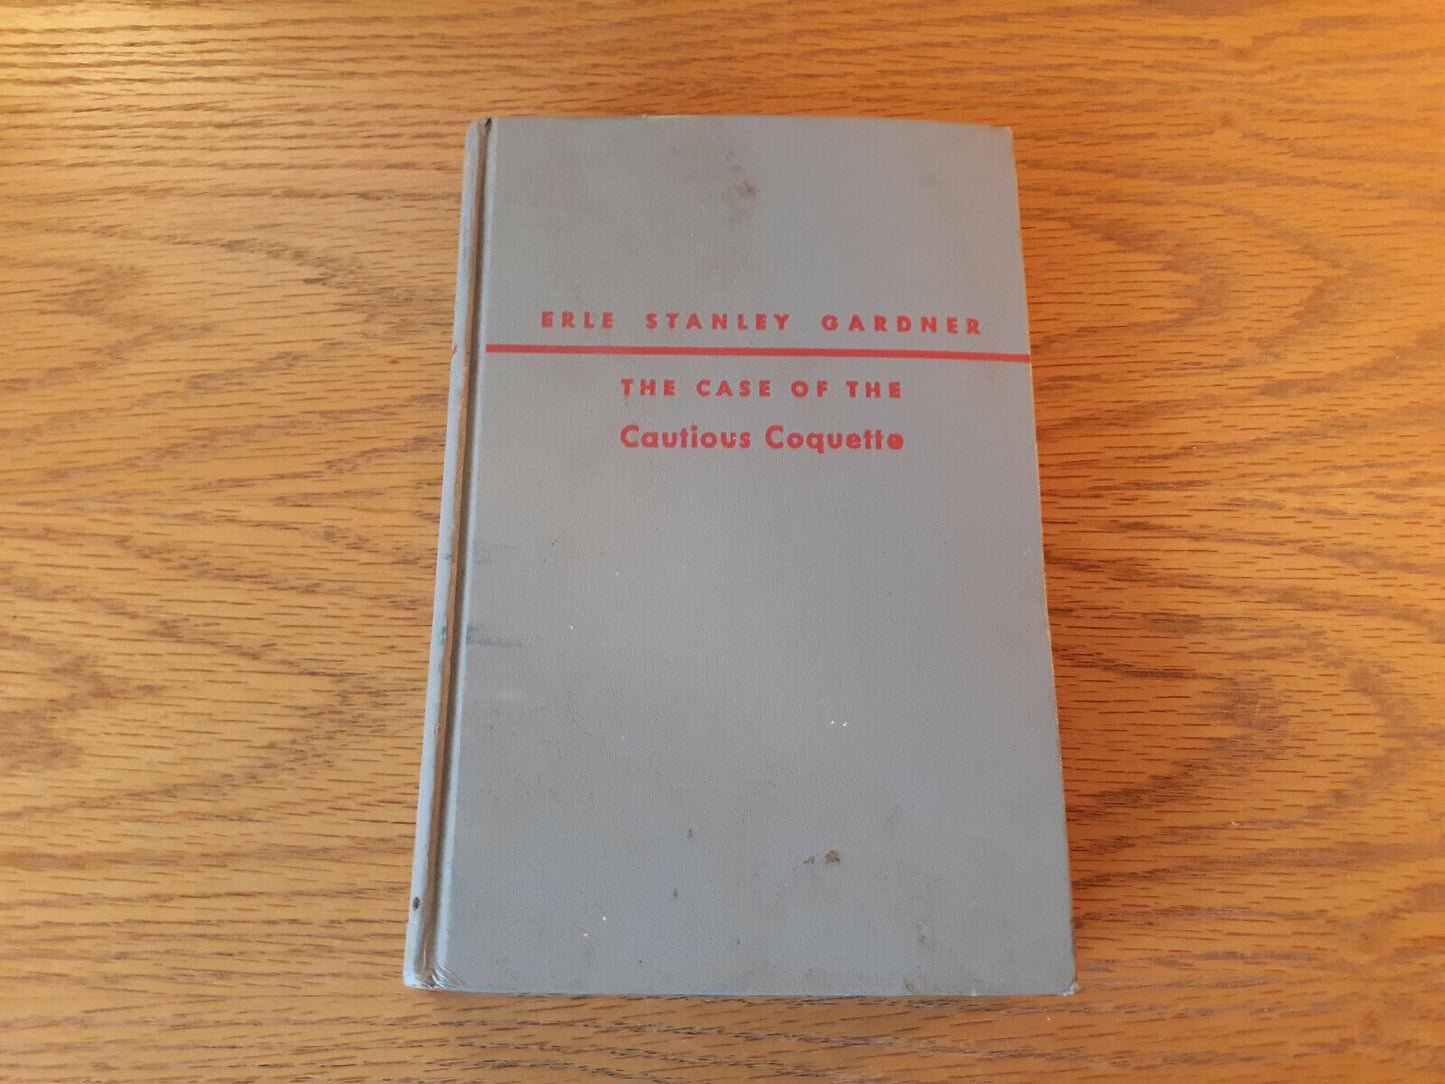 ERLE STANLEY GARDNER
THE CASE OF THE
Cautious Coquette